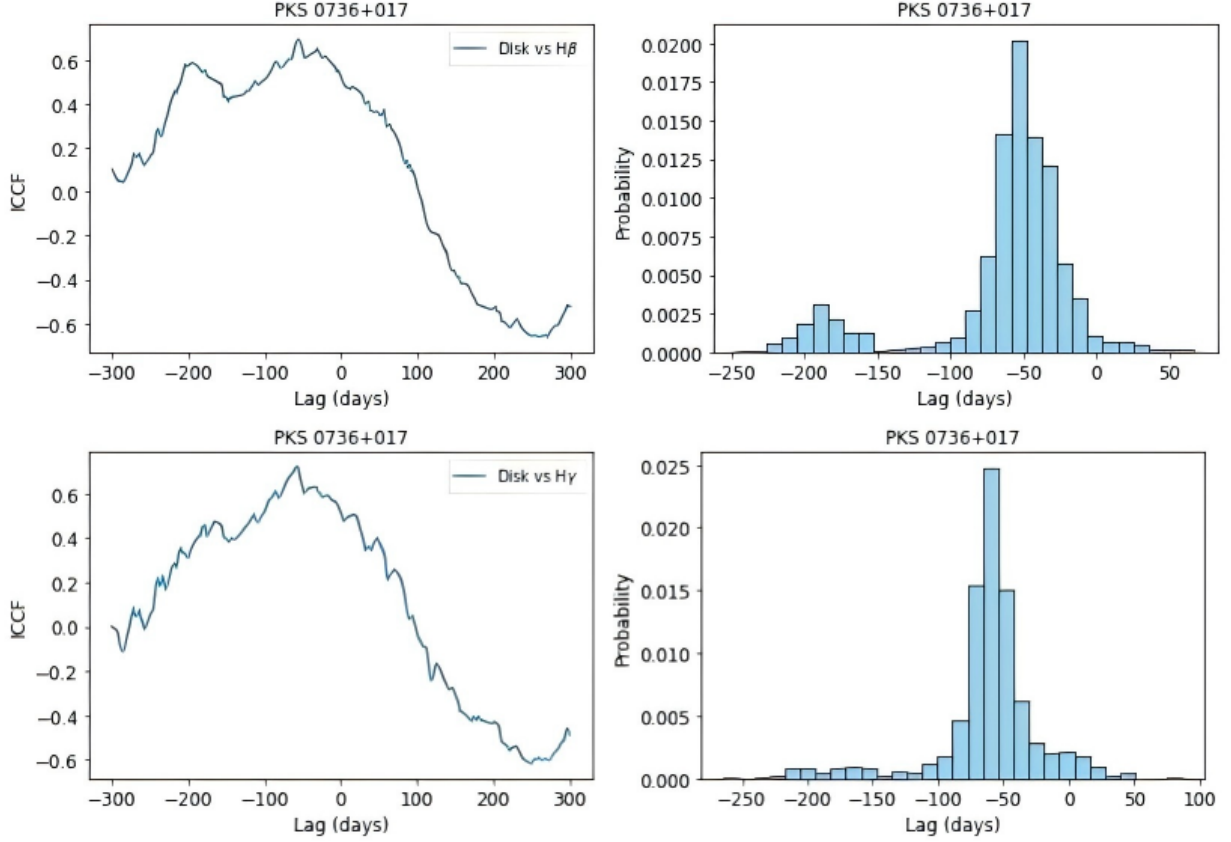 PKS 0736+017
ICCF
0.6
0.4
0.2
0.0
−0.2
−0.4
−0.6
Disk vs Hβ
−300 −200 −100 0 100 200 300
Lag (days)
PKS 0736+017
Probability
0.0200
0.0175
0.0150
0.0125
0.0100
0.0075
0.0050
0.0025
0.0000
−250 −200 −150 −100 −50 0 50
Lag (days)
PKS 0736+017
ICCF
0.6
0.4
0.2
0.0
−0.2
−0.4
−0.6
Disk vs Hγ
−300 −200 −100 0 100 200 300
Lag (days)
PKS 0736+017
Probability
0.025
0.020
0.015
0.010
0.005
0.000
−250 −200 −150 −100 −50 0 50 100
Lag (days)